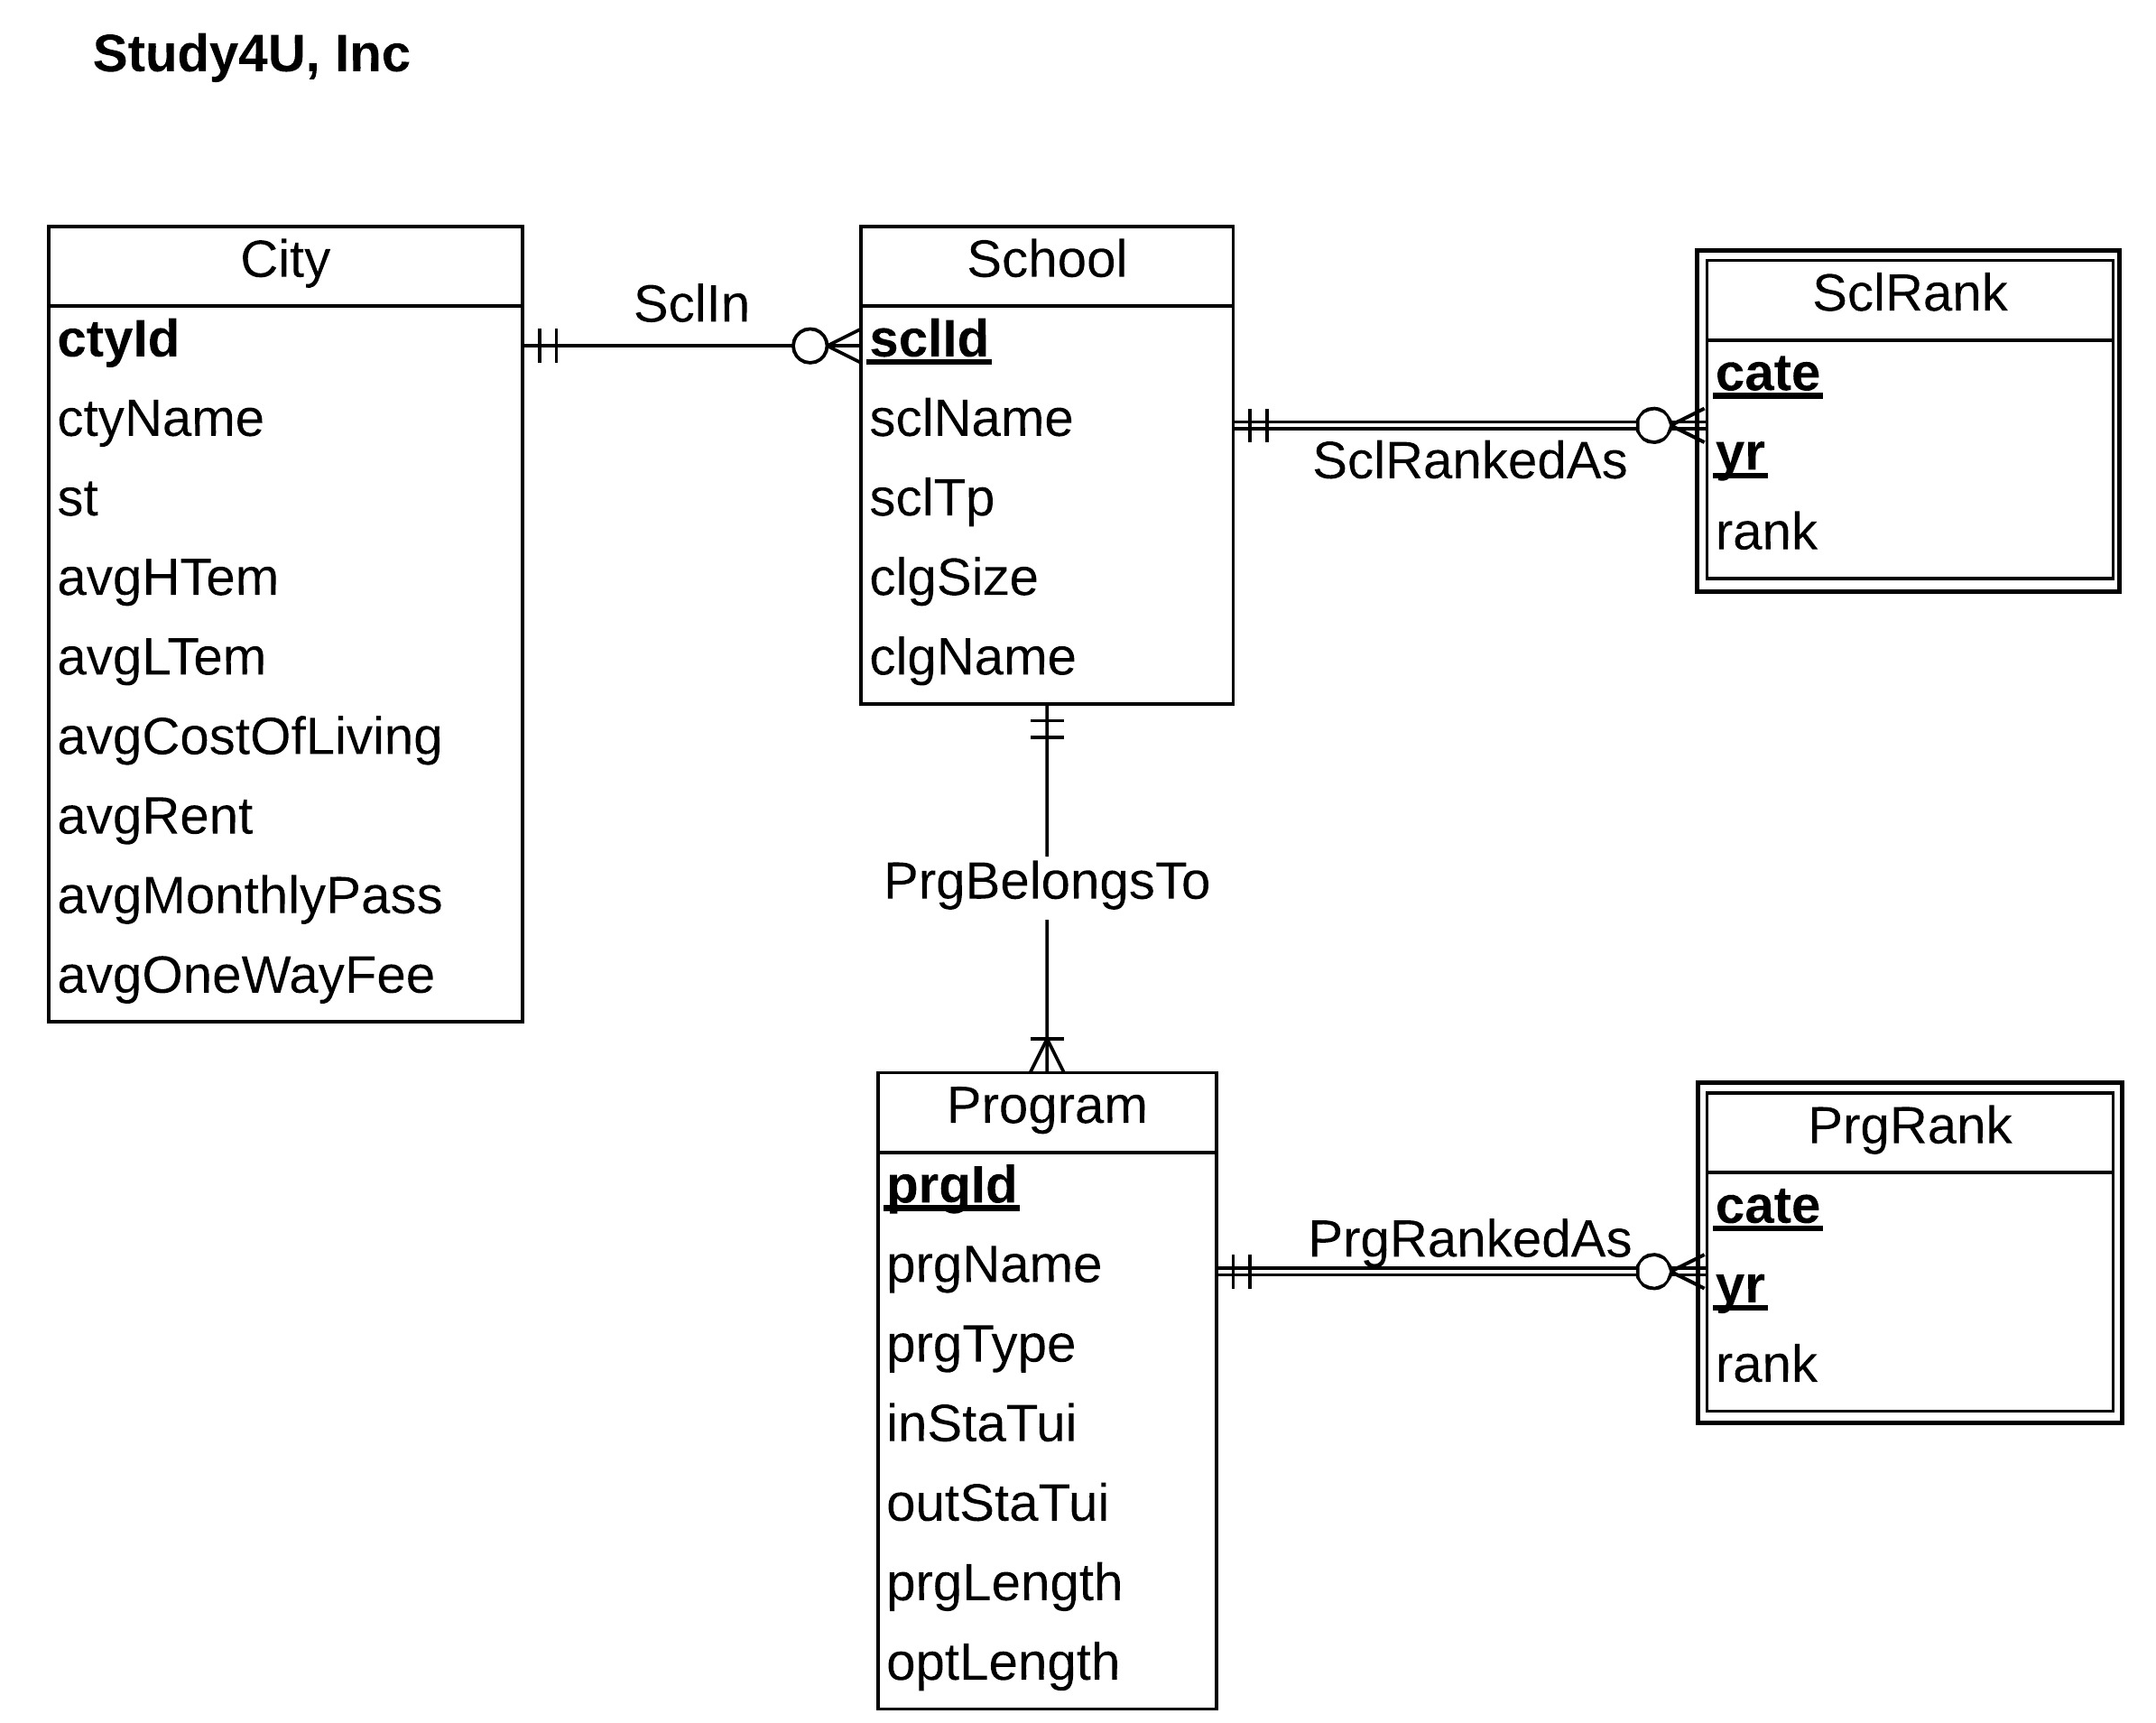 Study4U, Inc
City
ctyId
ctyName
st
avgHTem
avgLTem
avgCostOfLiving
avgRent
avgMonthlyPass
avgOneWayFee
SclIn
School
sclId
sclName
sclTp
clgSize
clgName
SclRankedAs
SclRank
cate
yr
rank
PrgBelongsTo
Program
prgId
prgName
prgType
inStaTui
outStaTui
prgLength
optLength
PrgRankedAs
PrgRank
cate
yr
rank